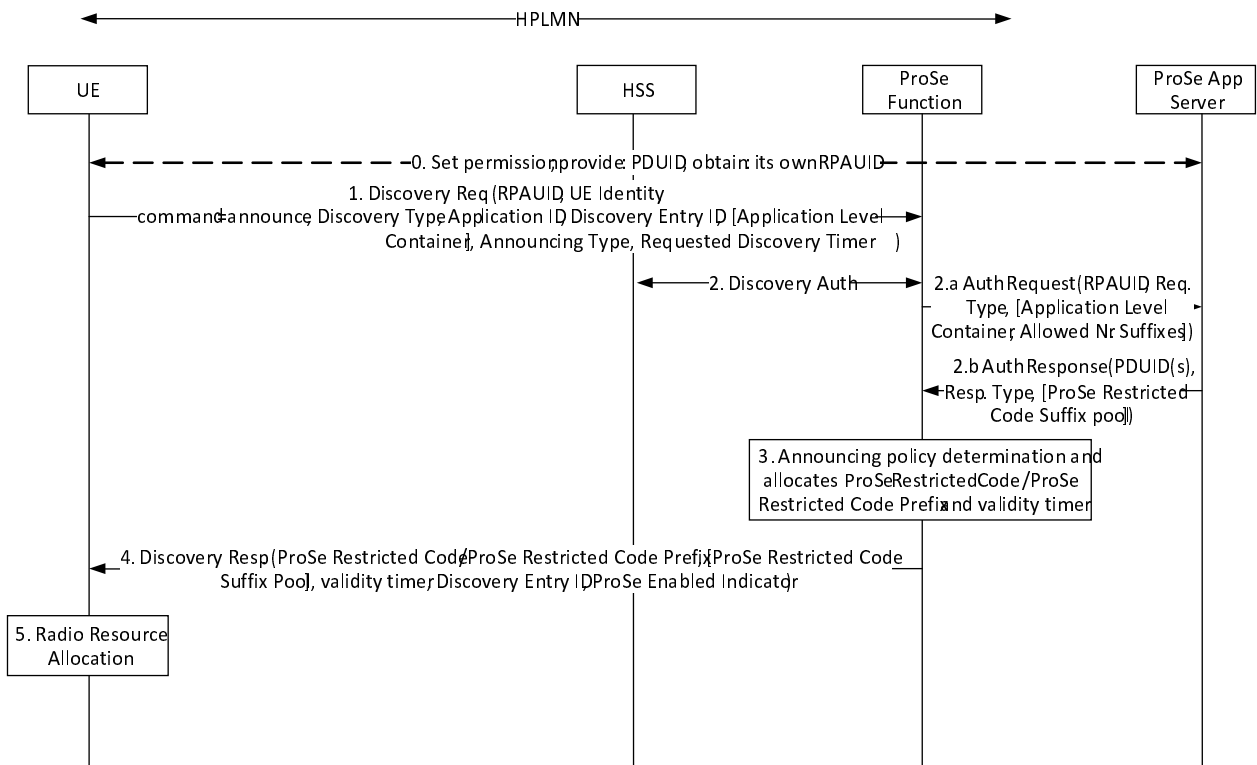 HPLMN
UE
HSS
ProSe
Function
ProSe App
Server
0. Set permission, provide: PDUID, obtain: its own RPAUID
1. Discovery Req (RPAUID, UE Identity
command=announce, Discovery Type, Application ID, Discovery Entry ID, [Application Level
Container], Announcing Type, Requested Discovery Timer )
2. Discovery Auth
2.a Auth Request (RPAUID, Req.
Type, [Application Level
Container, Allowed Nr. Suffixes])
2.b Auth Response (PDUID(s),
Resp. Type, [ProSe Restricted
Code Suffix pool])
3. Announcing policy determination and
allocates ProSe Restricted Code /ProSe
Restricted Code Prefix and validity timer
4. Discovery Resp (ProSe Restricted Code/ProSe Restricted Code Prefix, [ProSe Restricted Code
Suffix Pool], validity timer, Discovery Entry ID, ProSe Enabled Indicator)
5. Radio Resource
Allocation